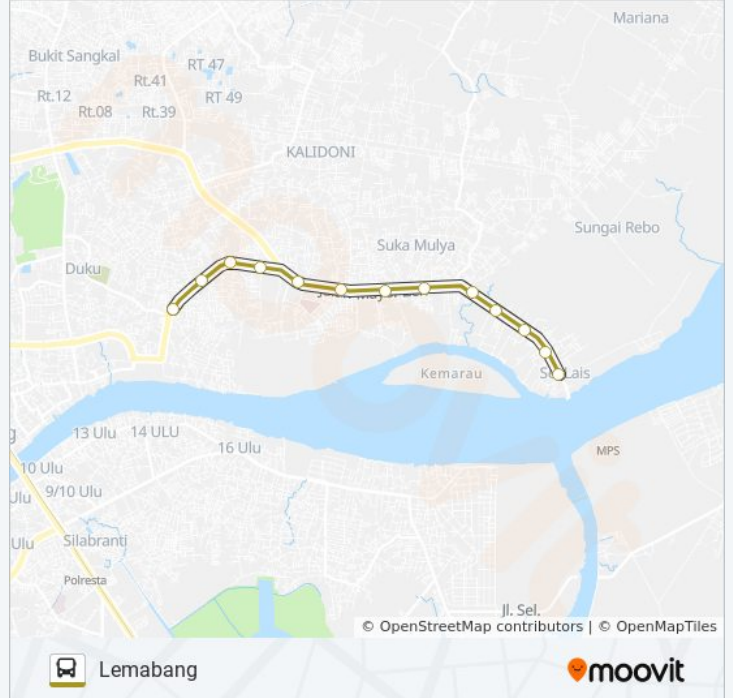 Mariana
Bukit Sangkal
RT 47
Rt.41
Rt.12
RT 49
Rt.08
Rt.39
KALIDONI
Sungai Rebo
Suka Mulya
Duku
Kemarau
Lais
13 Ulu
14 ULU
16 Ulu
MPS
10 Ulu
Ulu
9/10 Ulu
Ulu
Silabranti
Polresta
Jl. Sel.
© OpenStreetMap contributors | © OpenMapTiles
Lemabang
moovit